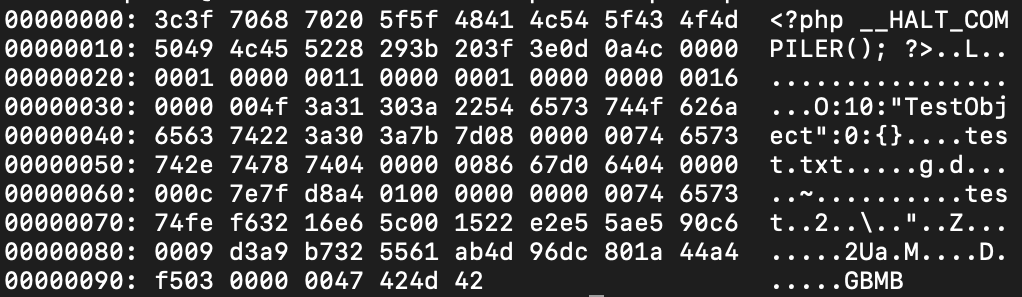 00000000: 3c3f 7068 7020 5f5f 4841 4c54 5f43 4f4d  <?php __HALT_COM
00000010: 5049 4c45 5228 293b 203f 3e0d 0a4c 0000  PILER(); ?>..L..
00000020: 0001 0000 0011 0000 0001 0000 0000 0016  ................
00000030: 0000 004f 3a31 303a 2254 6573 744f 626a  ...O:10:"TestObj
00000040: 6563 7422 3a30 3a7b 7d08 0000 0074 6573  ect":0:{}....tes
00000050: 742e 7478 7404 0000 0086 67d0 6404 0000  t.txt.....g.d...
00000060: 000c 7e7f d8a4 0100 0000 0000 0074 6573  ..~..........tes
00000070: 74fe f632 16e6 5c00 1522 e2e5 5ae5 90c6  t..2..\.."..Z...
00000080: 0009 d3a9 b732 5561 ab4d 96dc 801a 44a4  .....2Ua.M....D.
00000090: f503 0000 0047 424d 42  .....GBMB